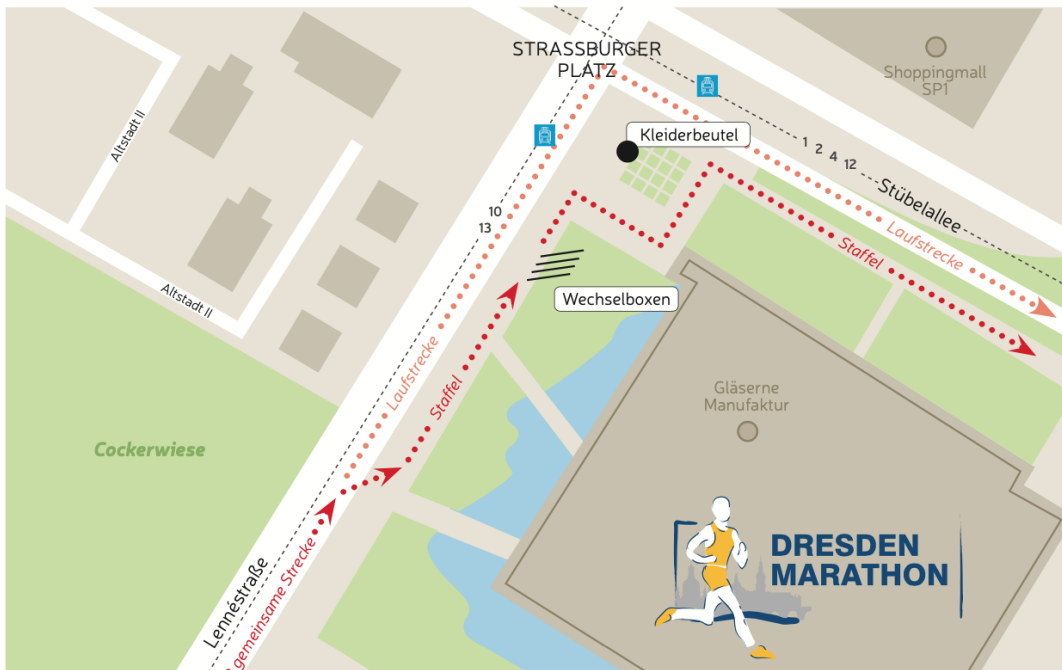 STRASSBURGER
PLATZ
Shoppingmall
SP1
Kleiderbeutel
Altstadt II
1 2 4 12
Stübelallee
10
13
Laufstrecke
Staffel
Wechselboxen
Altstadt II
Laufstrecke
Staffel
Gläserne
Manufaktur
Cockerwiese
Lennéstraße
gemeinsame Strecke
DRESDEN
MARATHON